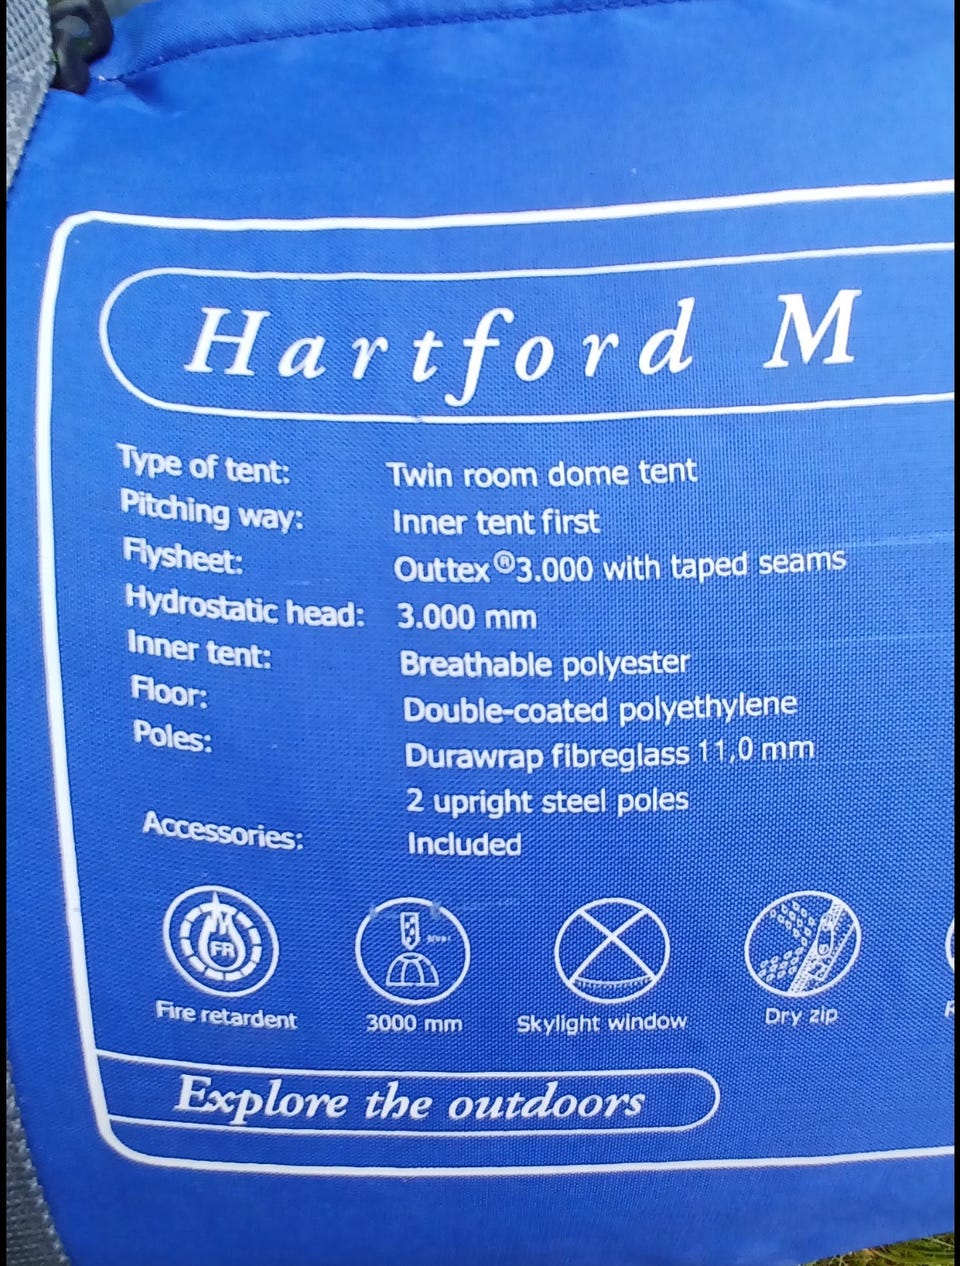 Hartford M
Type of tent: Twin room dome tent
Pitching way: Inner tent first
Flysheet: Outtex®3.000 with taped seams
Hydrostatic head: 3.000 mm
Inner tent: Breathable polyester
Floor: Double-coated polyethylene
Poles: Durawrap fibreglass 11,0 mm
2 upright steel poles
Accessories: Included
FR
Fire retardent 3000 mm Skylight window Dry zip
Explore the outdoors